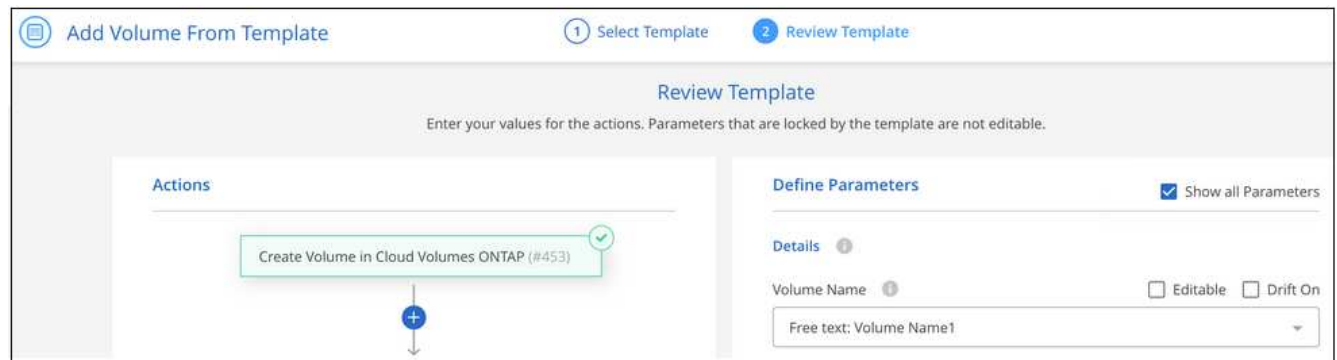 Add Volume From Template
1 Select Template
2 Review Template
Review Template
Enter your values for the actions. Parameters that are locked by the template are not editable.
Actions
Create Volume in Cloud Volumes ONTAP (#453)
Define Parameters
Show all Parameters
Details
Volume Name
Editable
Drift On
Free text: Volume Name1